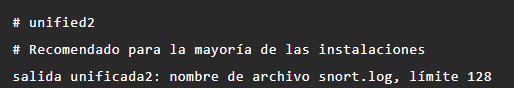 # unified2
# Recomendado para la mayoría de las instalaciones
salida unificada2: nombre de archivo snort.log, límite 128